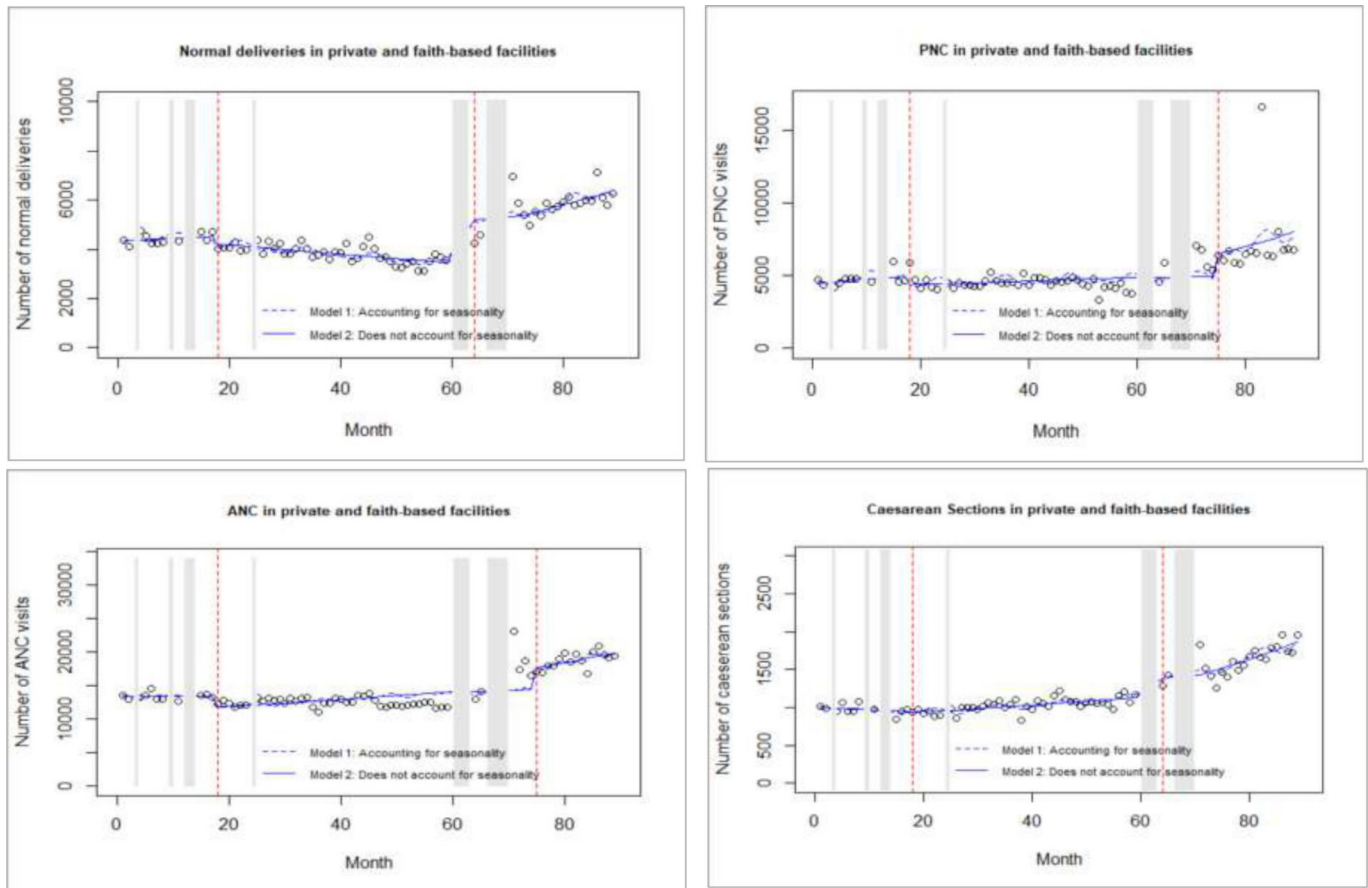 Normal deliveries in private and faith-based facilities
Number of normal deliveries
10000
6000
4000
2000
0
Model 1: Accounting for seasonality
Model 2: Does not account for seasonality
0 20 40 60 80
Month
PNC in private and faith-based facilities
Number of PNC visits
15000
10000
5000
0
Model 1: Accounting for seasonality
Model 2: Does not account for seasonality
0 20 40 60 80
Month
ANC in private and faith-based facilities
Number of ANC visits
30000
20000
10000
0
Model 1: Accounting for seasonality
Model 2: Does not account for seasonality
0 20 40 60 80
Month
Caesarean Sections in private and faith-based facilities
Nurner of caeserean sections
2500
1500
500
0
Model 1: Accounting for seasonality
Model 2: Does not account for seasonality
0 20 40 60 80
Month